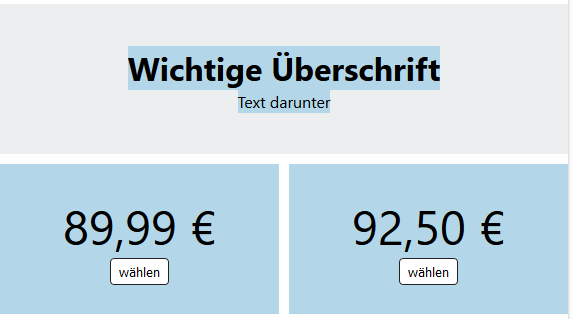 Wichtige Überschrift
Text darunter
89,99 € 92,50 €
wählen wählen